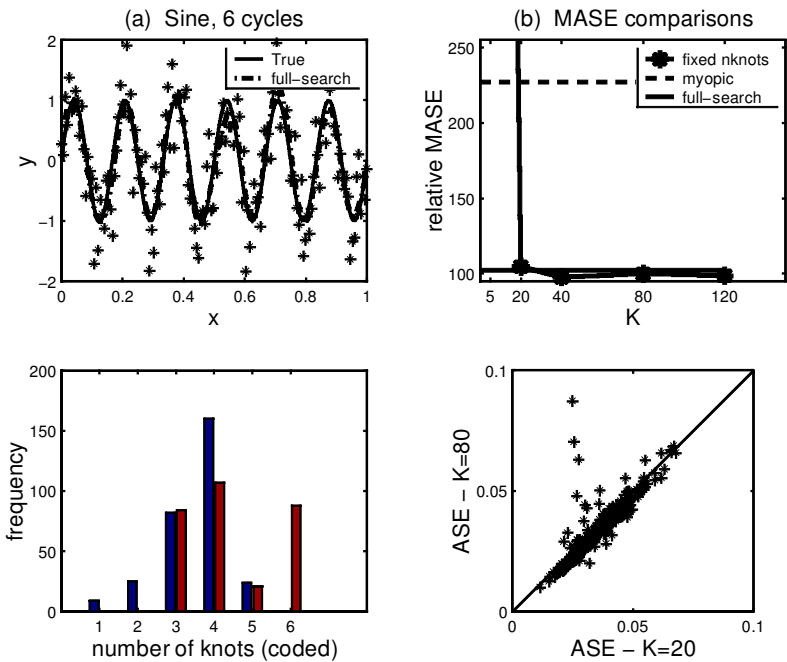 (a) Sine, 6 cycles
2
1
0
−1
−2
y
True
full−search
0
0.2
0.4
0.6
0.8
1
x
(b) MASE comparisons
250
200
150
100
relative MASE
fixed nknots
myopic
full−search
5
20
40
80
120
K
200
150
100
50
0
frequency
1
2
3
4
5
6
number of knots (coded)
0.1
0.05
0
ASE − K=80
0
0.05
0.1
ASE − K=20